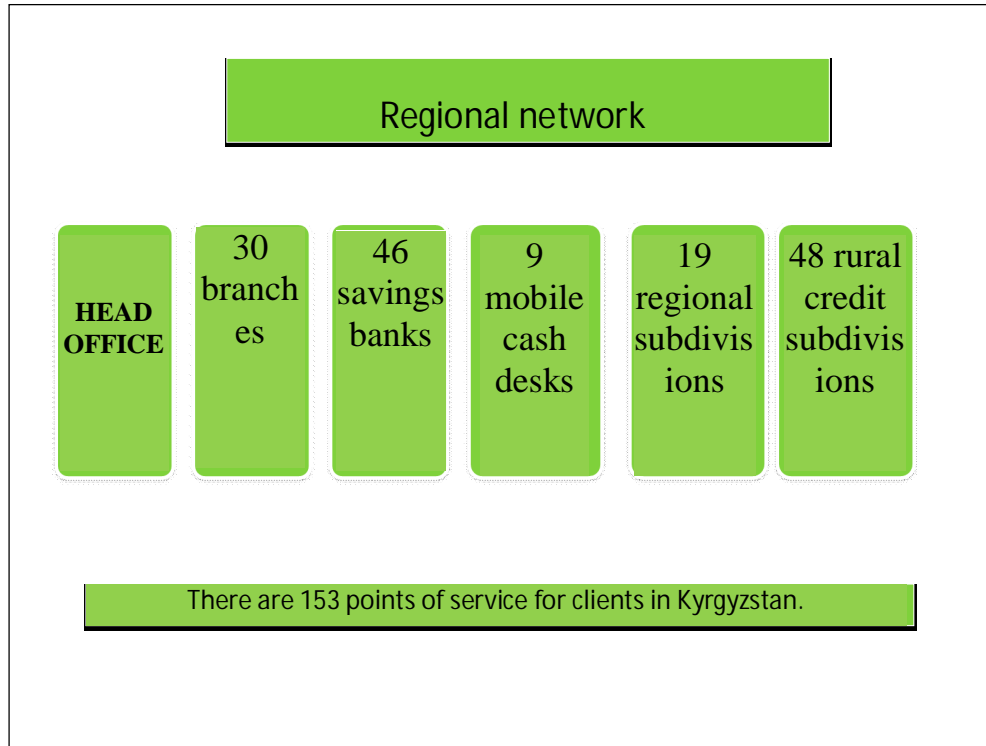 Regional network
HEAD
OFFICE
30
branch
es
46
savings
banks
9
mobile
cash
desks
19
regional
subdivis
ions
48 rural
credit
subdivis
ions
There are 153 points of service for clients in Kyrgyzstan.